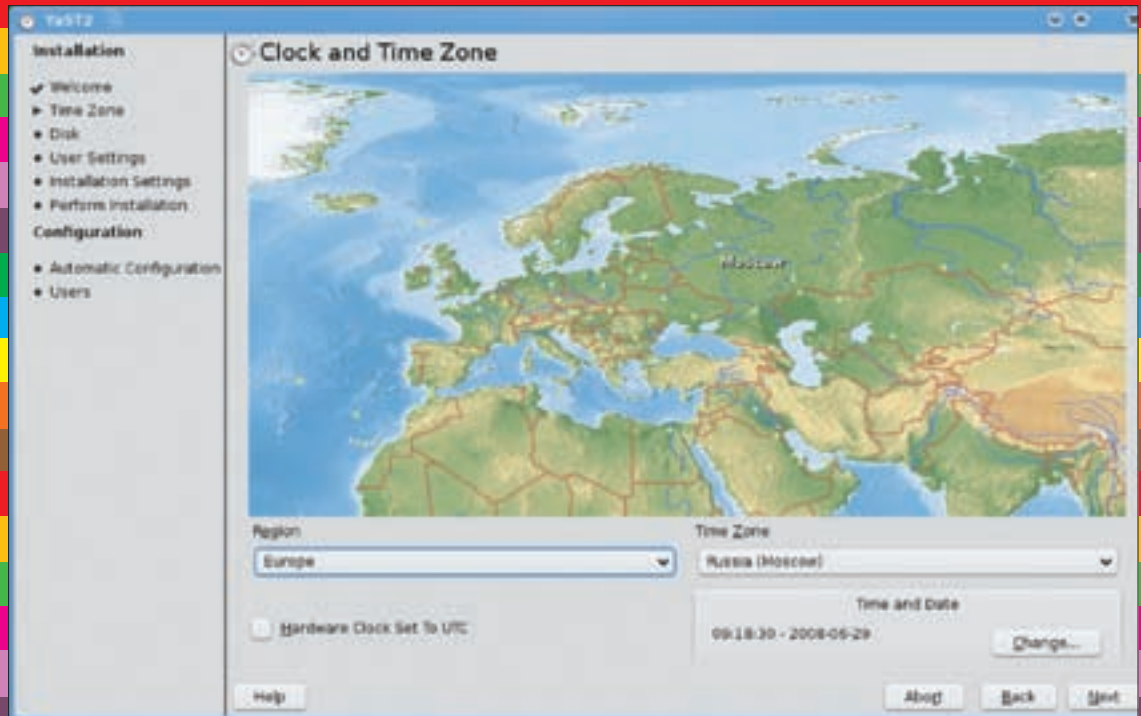 YaST2
Installation
Welcome
Time Zone
Disk
User Settings
Installation Settings
Perform Installation
Configuration
Automatic Configuration
Users
Clock and Time Zone
Moscow
Region
Europe
Time Zone
Russia (Moscow)
Hardware Clock Set To UTC
Time and Date
09:18:30 - 2008-06-29
Change...
Help
Abort
Back
Next